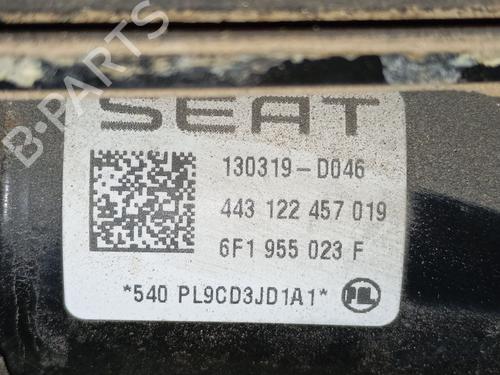 B-PARTS
SEAT
130319-D046
443 122 457 019
6F1 955 023 F
*540 PL9CD3JD1A1*